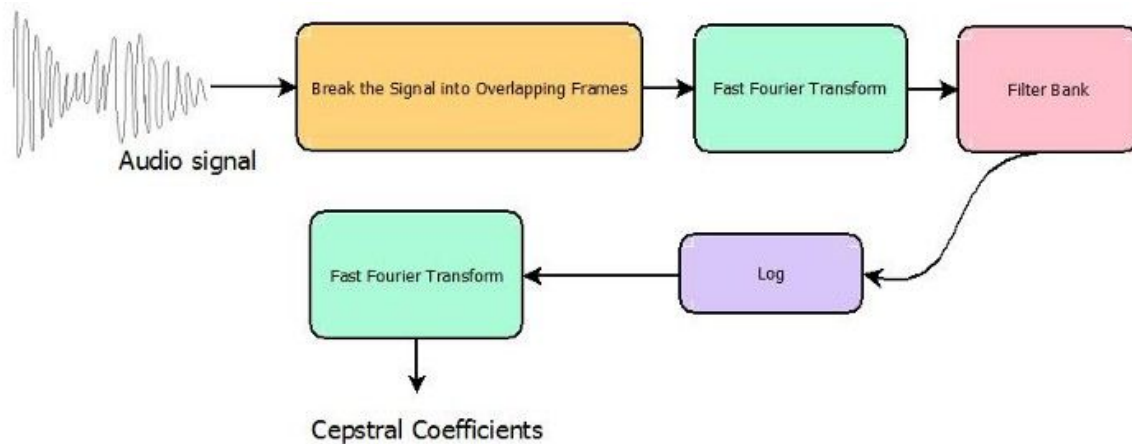 Audio signal
Break the Signal into Overlapping Frames
Fast Fourier Transform
Filter Bank
Log
Fast Fourier Transform
Cepstral Coefficients